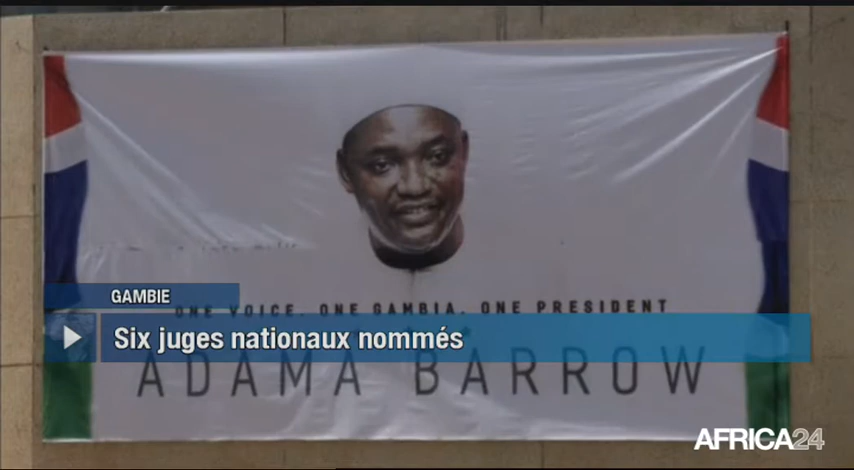 ONE VOICE. ONE GAMBIA. ONE PRESIDENT
GAMBIE
Six juges nationaux nommés
ADAMA BARROW
AFRICA24